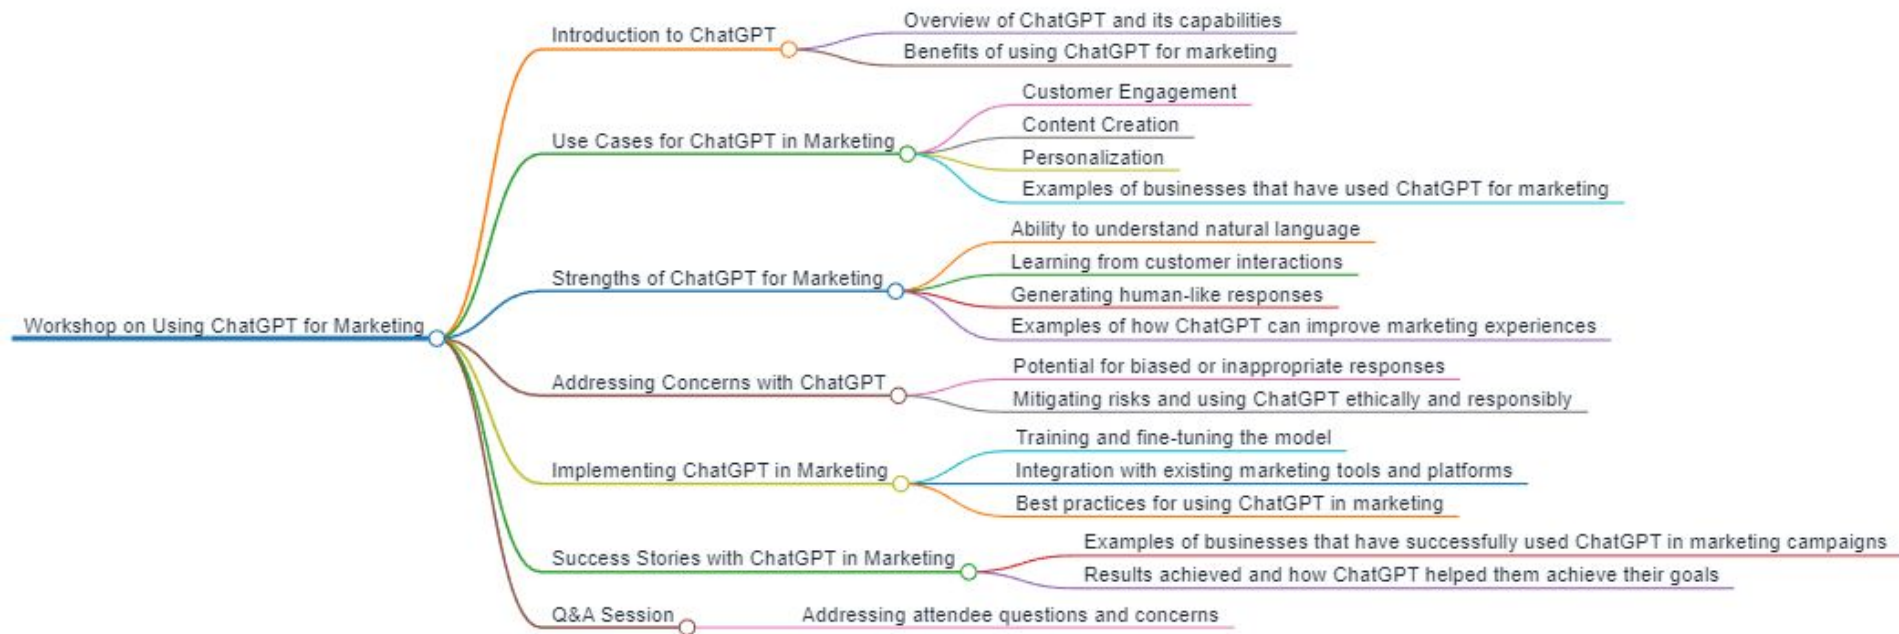 Workshop on Using ChatGPT for Marketing
Introduction to ChatGPT
Overview of ChatGPT and its capabilities
Benefits of using ChatGPT for marketing
Use Cases for ChatGPT in Marketing
Customer Engagement
Content Creation
Personalization
Examples of businesses that have used ChatGPT for marketing
Strengths of ChatGPT for Marketing
Ability to understand natural language
Learning from customer interactions
Generating human-like responses
Examples of how ChatGPT can improve marketing experiences
Addressing Concerns with ChatGPT
Potential for biased or inappropriate responses
Mitigating risks and using ChatGPT ethically and responsibly
Implementing ChatGPT in Marketing
Training and fine-tuning the model
Integration with existing marketing tools and platforms
Best practices for using ChatGPT in marketing
Success Stories with ChatGPT in Marketing
Examples of businesses that have successfully used ChatGPT in marketing campaigns
Results achieved and how ChatGPT helped them achieve their goals
Q&A Session
Addressing attendee questions and concerns